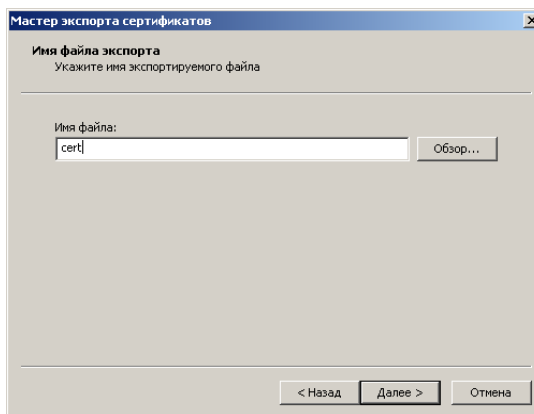 Мастер экспорта сертификатов
Имя файла экспорта
Укажите имя экспортируемого файла
Имя файла:
cert
Обзор...
< Назад
Далее >
Отмена